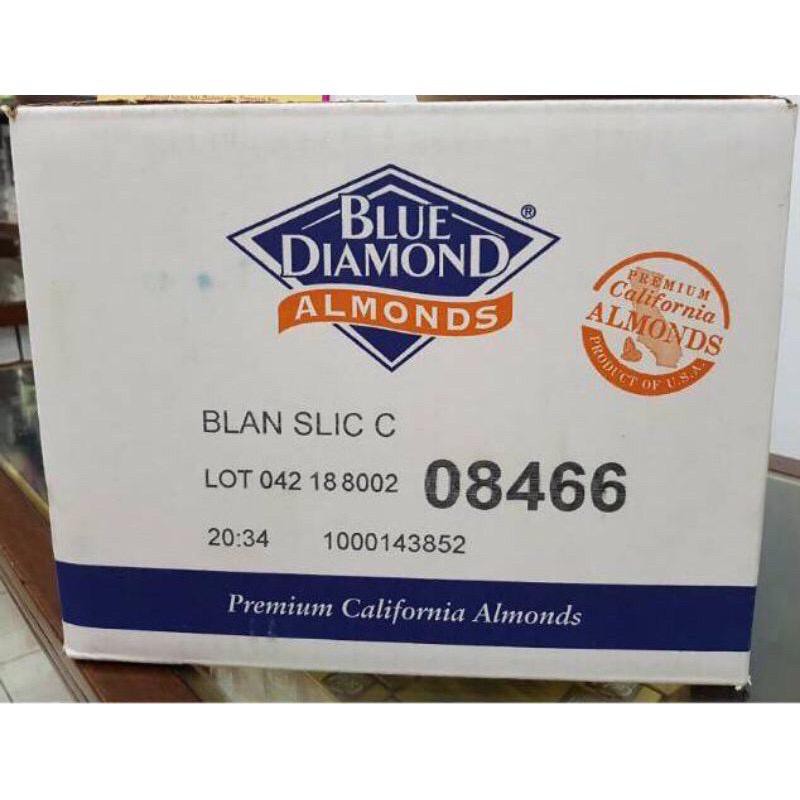 BLUE
DIAMOND
®
ALMONDS
PREMIUM
California
ALMONDS
PRODUCT OF U.S.A.
BLAN SLIC C
LOT 042 18 8002 08466
20:34 1000143852
Premium California Almonds